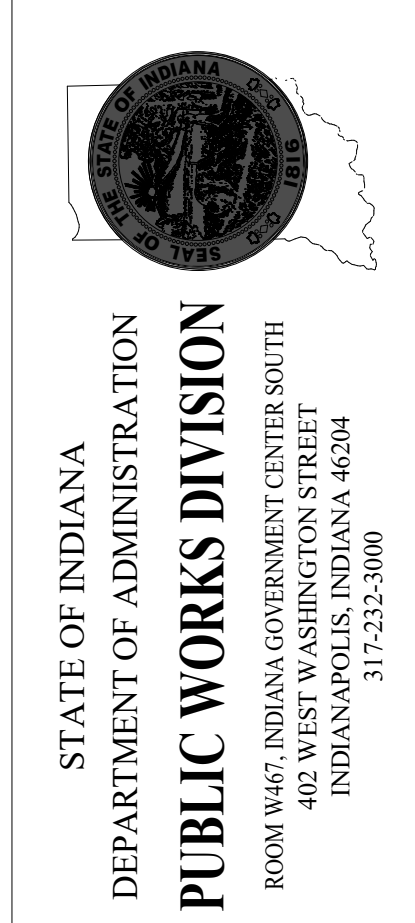 STATE OF INDIANA
DEPARTMENT OF ADMINISTRATION
PUBLIC WORKS DIVISION
ROOM W467, INDIANA GOVERNMENT CENTER SOUTH
402 WEST WASHINGTON STREET
INDIANAPOLIS, INDIANA 46204
317-232-3000
SEAL OF THE STATE OF INDIANA
1816